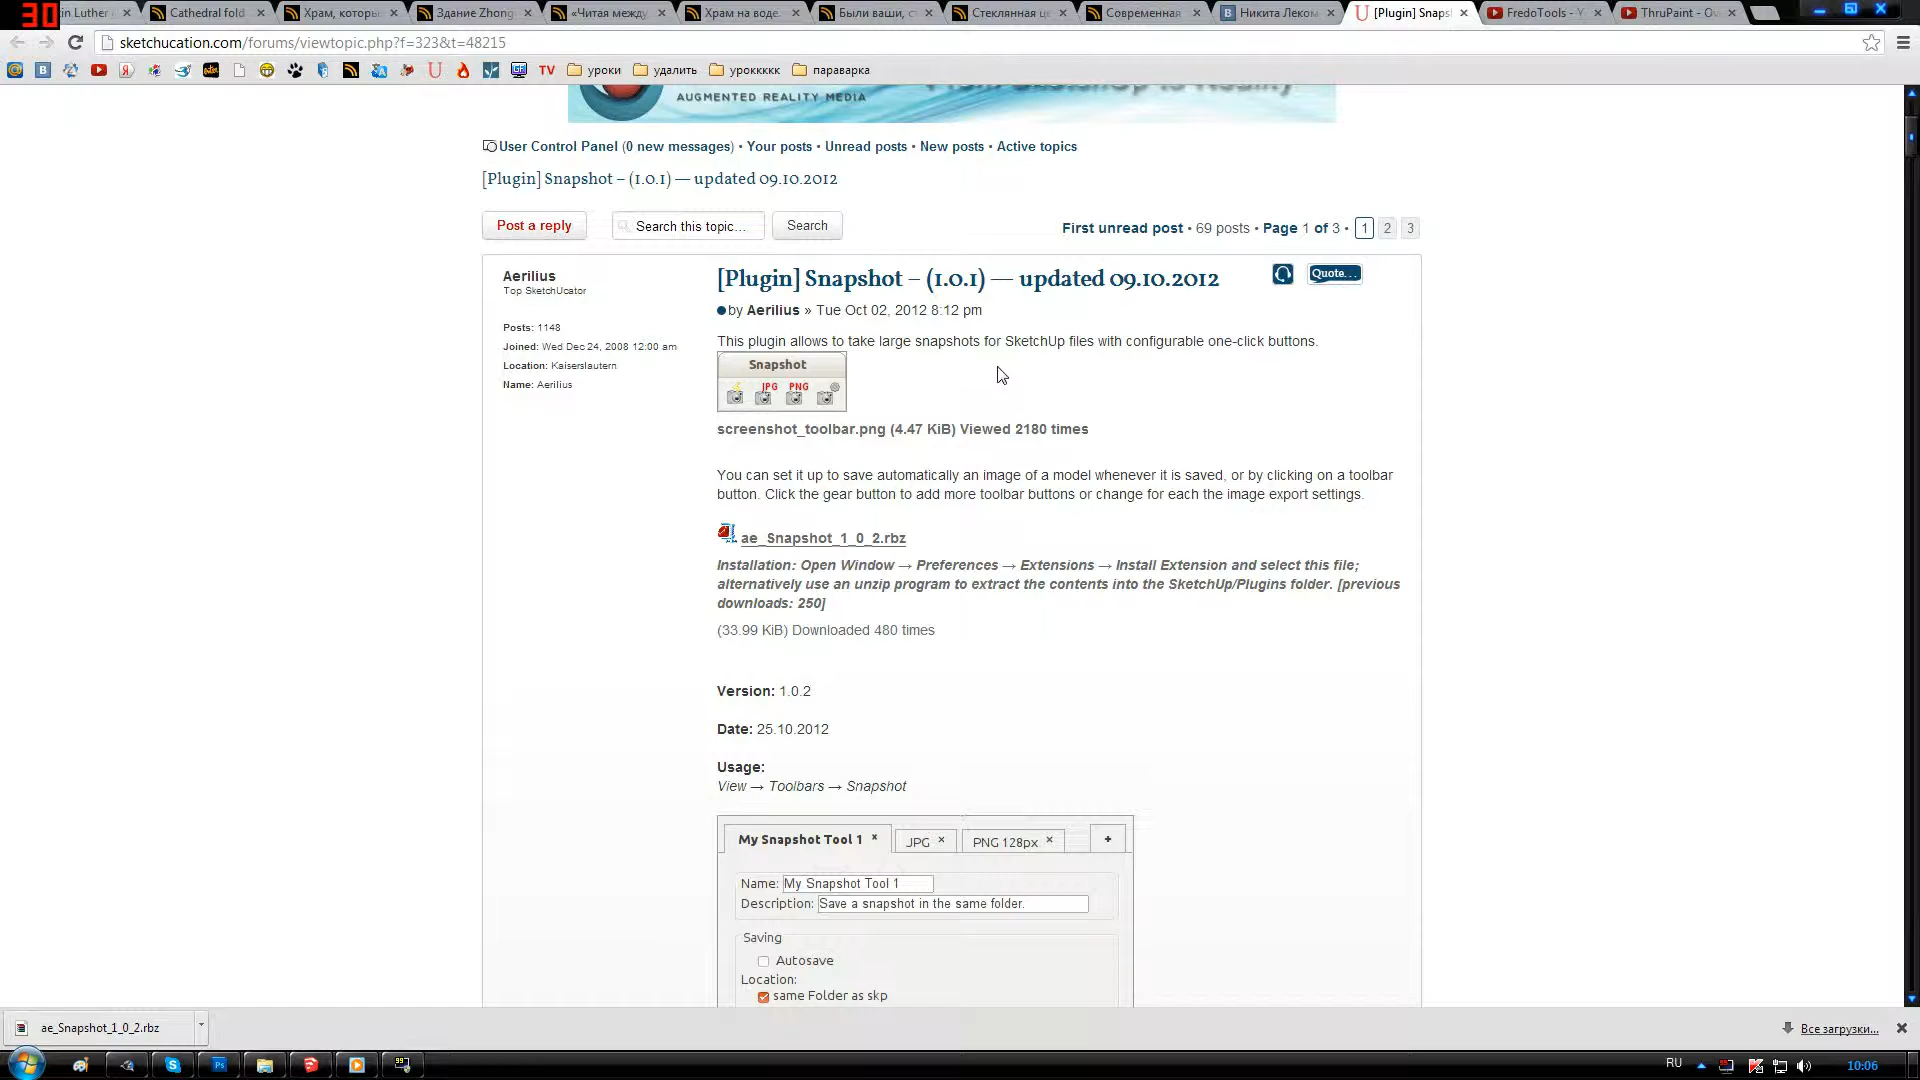 30
in Luther
Cathedral fold
Храм, которы
Здание Zhong
«Читая между
Храм на воде.
Были ваши, с
Стеклянная це
Современная
Никита Леком
[Plugin] Snaps
FredoTools - Y
ThruPaint - Ov
sketchucation.com/forums/viewtopic.php?f=323&t=48215
TV
уроки
удалить
уроккккк
параварка
AUGMENTED REALITY MEDIA
User Control Panel (0 new messages) • Your posts • Unread posts • New posts • Active topics
[Plugin] Snapshot – (1.0.1) — updated 09.10.2012
Post a reply
Search this topic…
Search
First unread post • 69 posts • Page 1 of 3 • 1 2 3
Aerilius
Top SketchUcator
Posts: 1148
Joined: Wed Dec 24, 2008 12:00 am
Location: Kaiserslautern
Name: Aerilius
[Plugin] Snapshot – (1.0.1) — updated 09.10.2012
Quote...
by Aerilius » Tue Oct 02, 2012 8:12 pm
This plugin allows to take large snapshots for SketchUp files with configurable one-click buttons.
Snapshot
JPG PNG
screenshot_toolbar.png (4.47 KiB) Viewed 2180 times
You can set it up to save automatically an image of a model whenever it is saved, or by clicking on a toolbar
button. Click the gear button to add more toolbar buttons or change for each the image export settings.
ae_Snapshot_1_0_2.rbz
Installation: Open Window → Preferences → Extensions → Install Extension and select this file;
alternatively use an unzip program to extract the contents into the SketchUp/Plugins folder. [previous
downloads: 250]
(33.99 KiB) Downloaded 480 times
Version: 1.0.2
Date: 25.10.2012
Usage:
View → Toolbars → Snapshot
My Snapshot Tool 1 x
JPG x
PNG 128px x
+
Name: My Snapshot Tool 1
Description: Save a snapshot in the same folder.
Saving
Autosave
Location:
same Folder as skp
ae_Snapshot_1_0_2.rbz
Все загрузки...
Ps
99
RU
10:06